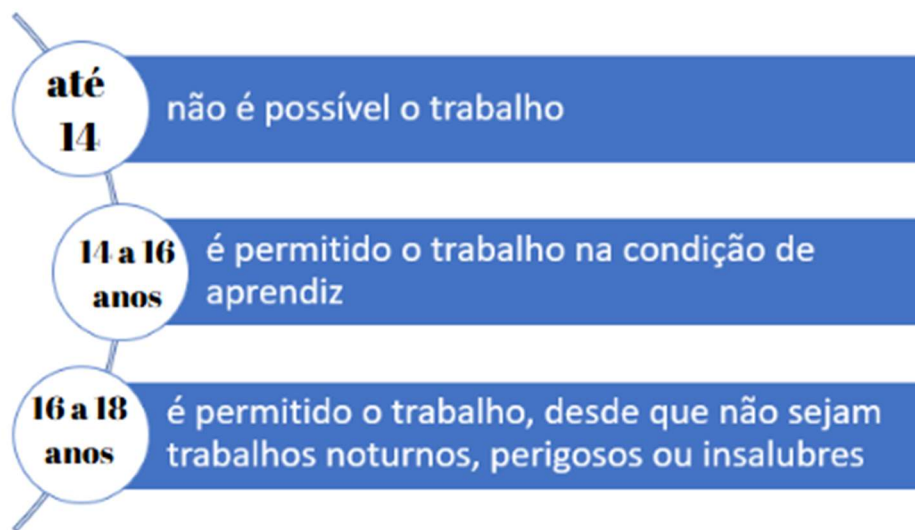 até
14
não é possível o trabalho
14 a 16
anos
é permitido o trabalho na condição de
aprendiz
16 a 18
anos
é permitido o trabalho, desde que não sejam
trabalhos noturnos, perigosos ou insalubres